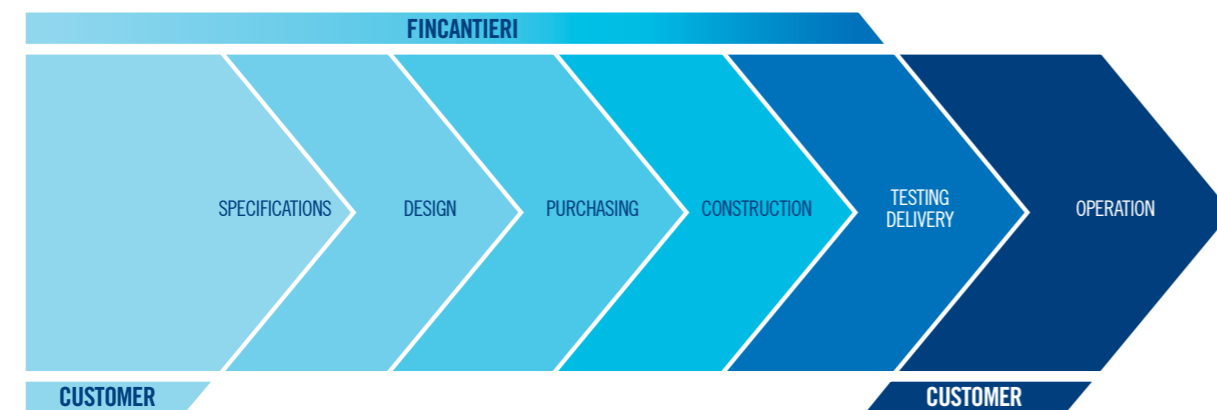 FINCANTIERI
SPECIFICATIONS
DESIGN
PURCHASING
CONSTRUCTION
TESTING
DELIVERY
OPERATION
CUSTOMER
CUSTOMER